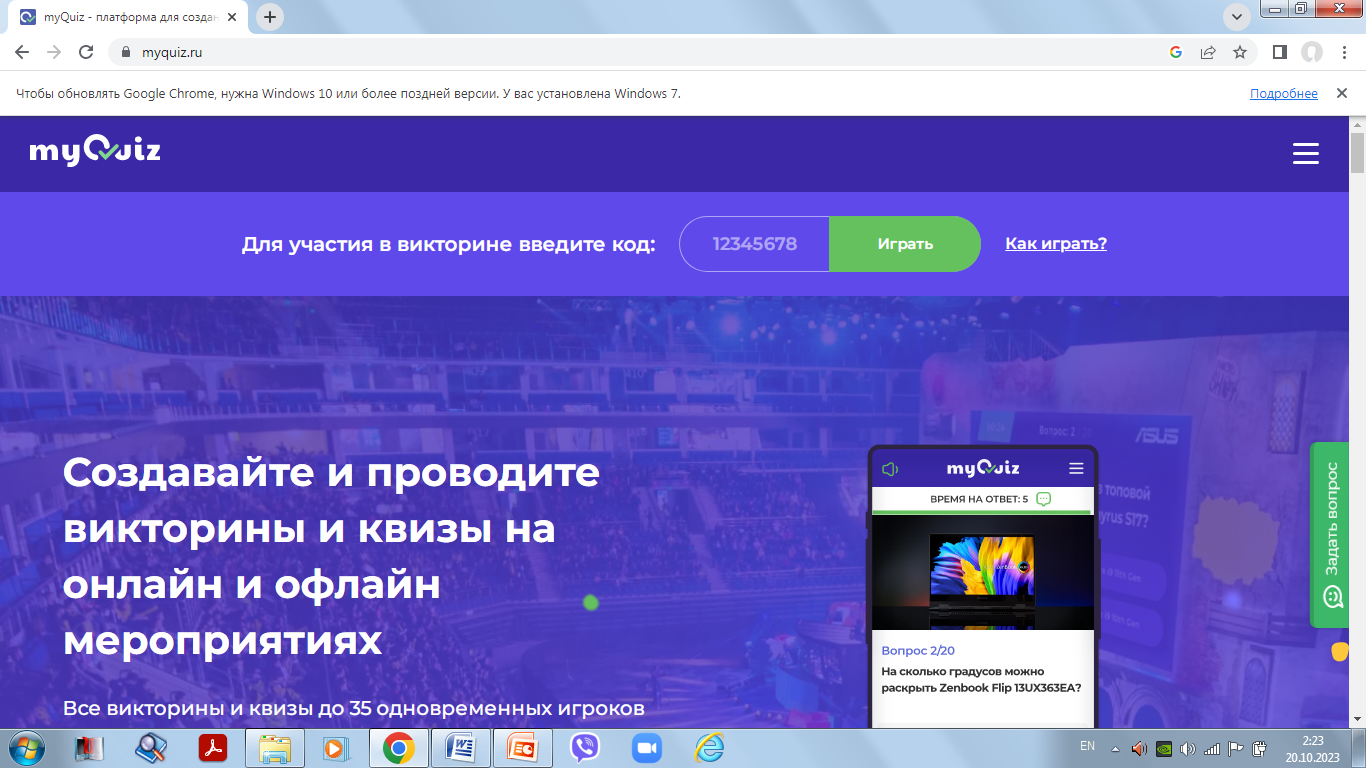 myQuiz - платформа для создан
myquiz.ru
Чтобы обновлять Google Chrome, нужна Windows 10 или более поздней версии. У вас установлена Windows 7.
Подробнее
myQuiz
Для участия в викторине введите код:
12345678
Играть
Как играть?
Создавайте и проводите
викторины и квизы на
онлайн и офлайн
мероприятиях
Все викторины и квизы до 35 одновременных игроков
Вопрос: 2
ASUS
в топовой
S17?
myQuiz
ВРЕМЯ НА ОТВЕТ: 5
Вопрос 2/20
На сколько градусов можно
раскрыть Zenbook Flip 13UX363EA?
Задать вопрос
EN
2:23
20.10.2023